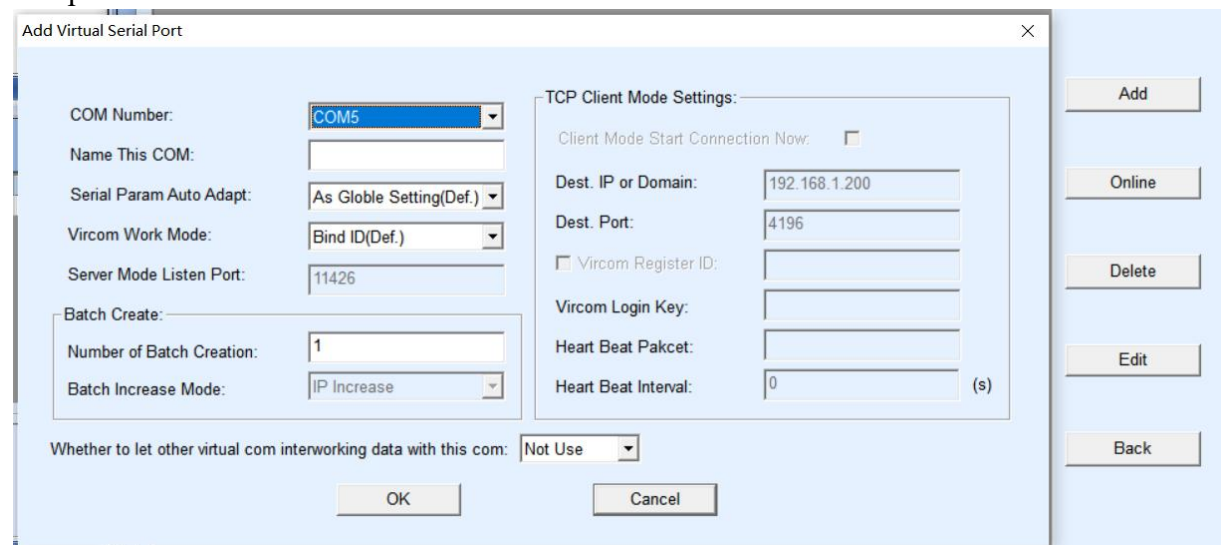 Add Virtual Serial Port
COM Number: COM5
Name This COM:
Serial Param Auto Adapt: As Globle Setting(Def.)
Vircom Work Mode: Bind ID(Def.)
Server Mode Listen Port: 11426
Batch Create:
Number of Batch Creation: 1
Batch Increase Mode: IP Increase
TCP Client Mode Settings:
Client Mode Start Connection Now:
Dest. IP or Domain: 192.168.1.200
Dest. Port: 4196
Vircom Register ID:
Vircom Login Key:
Heart Beat Pakcet:
Heart Beat Interval: 0 (s)
Whether to let other virtual com interworking data with this com: Not Use
OK
Cancel
Add
Online
Delete
Edit
Back